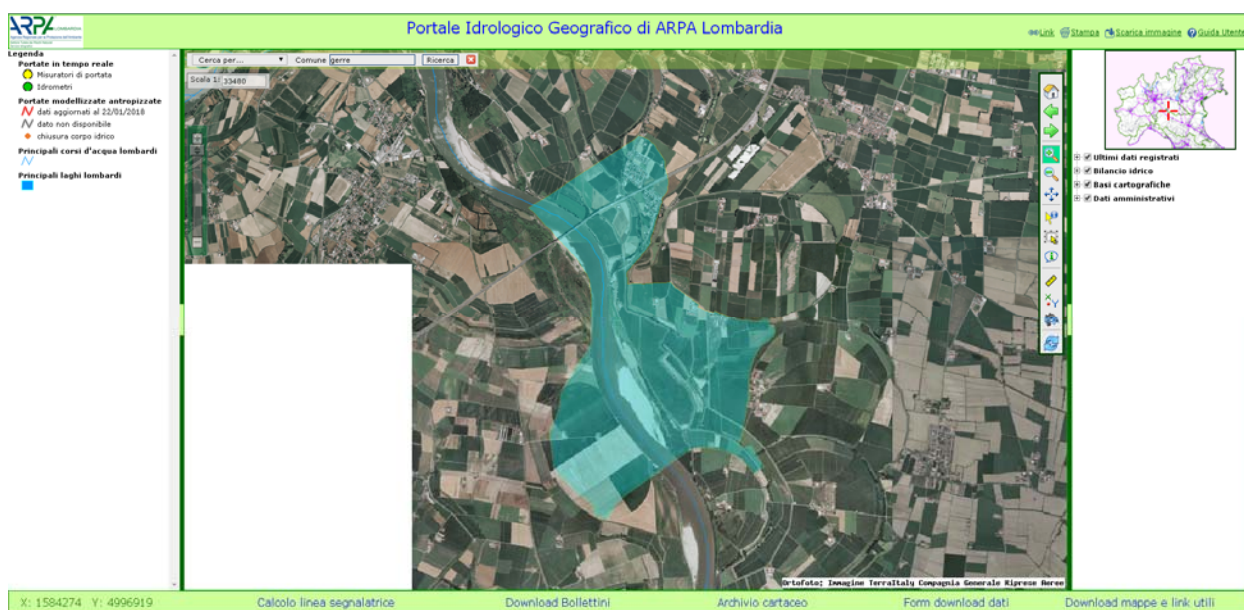 ARPA LOMBARDIA
Portale Idrologico Geografico di ARPA Lombardia
Link Stampa Scarica immagine Guida Utente
Legenda
Portate in tempo reale
Misuratori di portata
Idrometri
Portate modellizzate antropizzate
dati aggiornati al 22/01/2018
dato non disponibile
chiusura corpo idrico
Principali corsi d'acqua lombardi
Principali laghi lombardi
Cerca per... Comune gerre Ricerca
Scala 1: 33480
Ultimi dati registrati
Bilancio idrico
Basi cartografiche
Dati amministrativi
Ortofoto: Immagine TerraItaly Compagnia Generale Riprese Aeree
X: 1584274 Y: 4996919 Calcolo linea segnalatrice Download Bollettini Archivio cartaceo Form download dati Download mappe e link utili